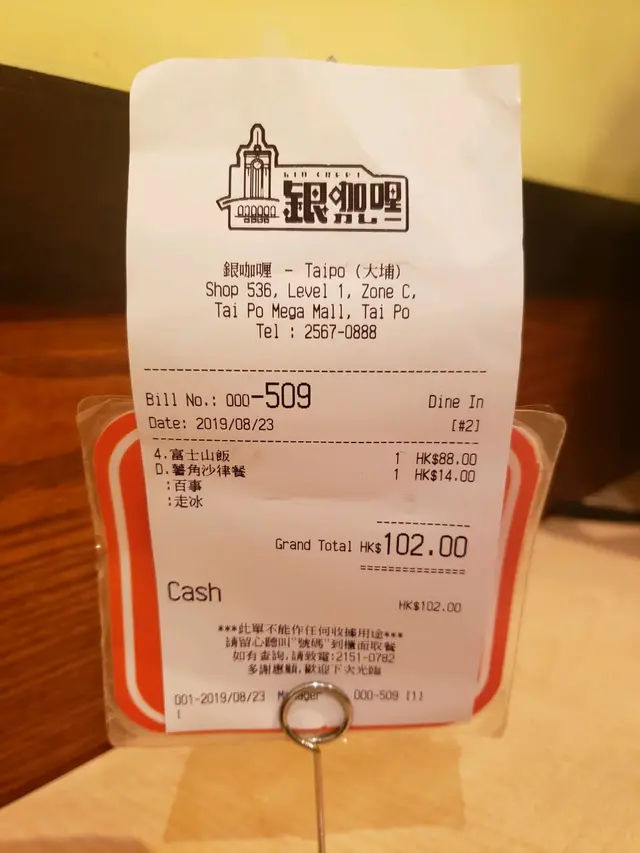 GIN CURRY
銀咖喱
カレー
銀咖喱 - Taipo (大埔)
Shop 536, Level 1, Zone C,
Tai Po Mega Mall, Tai Po
Tel : 2567-0888
Bill No.: 000-509 Dine In
Date: 2019/08/23 [#2]
4.富士山飯 1 HK$88.00
D.薯角沙律餐 1 HK$14.00
:百事
:走冰
Grand Total HK$102.00
Cash
HK$102.00
***此單不能作任何收據用途***
請留心聽叫"號碼"到櫃面取餐
如有查詢,請致電:2151-0782
多謝惠顧,歡迎下次光臨
001-2019/08/23 Manager 000-509 [1]
[